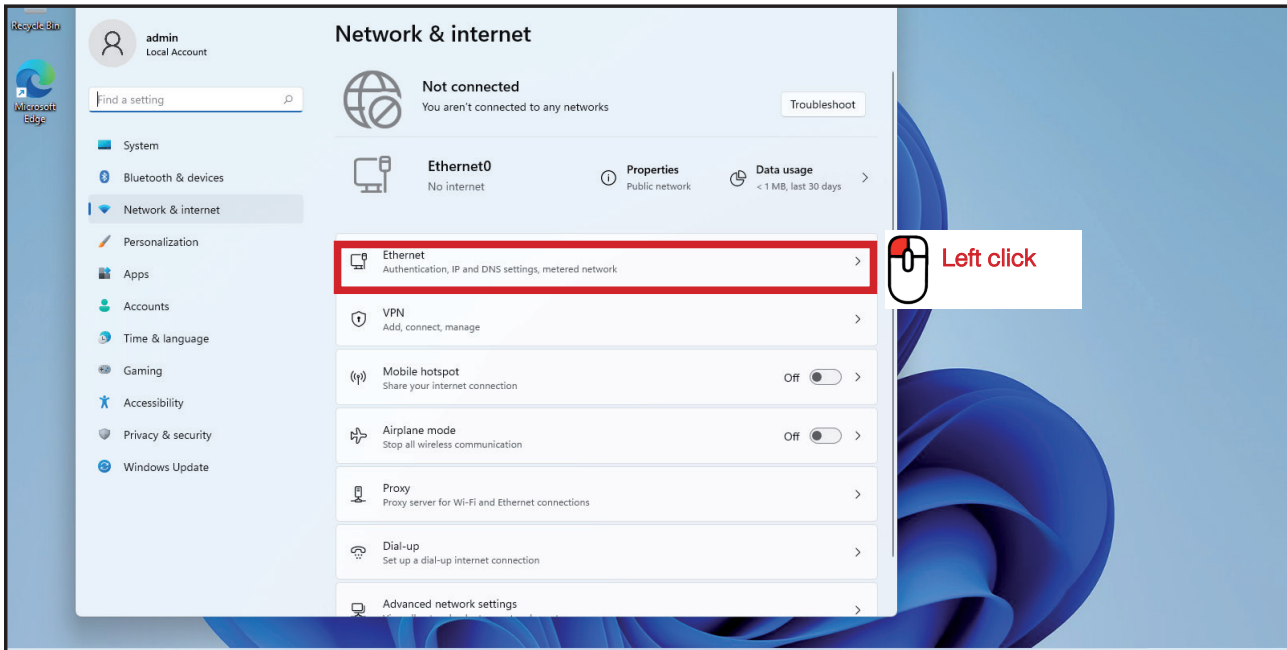 Recycle Bin
Microsoft
Edge
admin
Local Account
Find a setting
System
Bluetooth & devices
Network & internet
Personalization
Apps
Accounts
Time & language
Gaming
Accessibility
Privacy & security
Windows Update
Network & internet
Not connected
You aren't connected to any networks
Troubleshoot
Ethernet0
No internet
Properties
Public network
Data usage
< 1 MB, last 30 days
Ethernet
Authentication, IP and DNS settings, metered network
Left click
VPN
Add, connect, manage
Mobile hotspot
Share your internet connection
Off
Airplane mode
Stop all wireless communication
Off
Proxy
Proxy server for Wi-Fi and Ethernet connections
Dial-up
Set up a dial-up internet connection
Advanced network settings